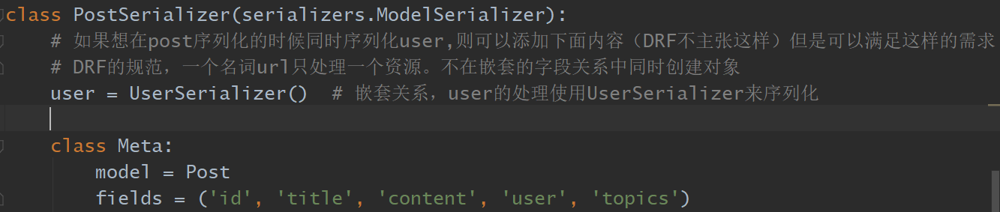 class PostSerializer(serializers.ModelSerializer):
# 如果想在post序列化的时候同时序列化user,则可以添加下面内容（DRF不主张这样）但是可以满足这样的需求
# DRF的规范，一个名词url只处理一个资源。不在嵌套的字段关系中同时创建对象
user = UserSerializer()  # 嵌套关系，user的处理使用UserSerializer来序列化
class Meta:
model = Post
fields = ('id', 'title', 'content', 'user', 'topics')